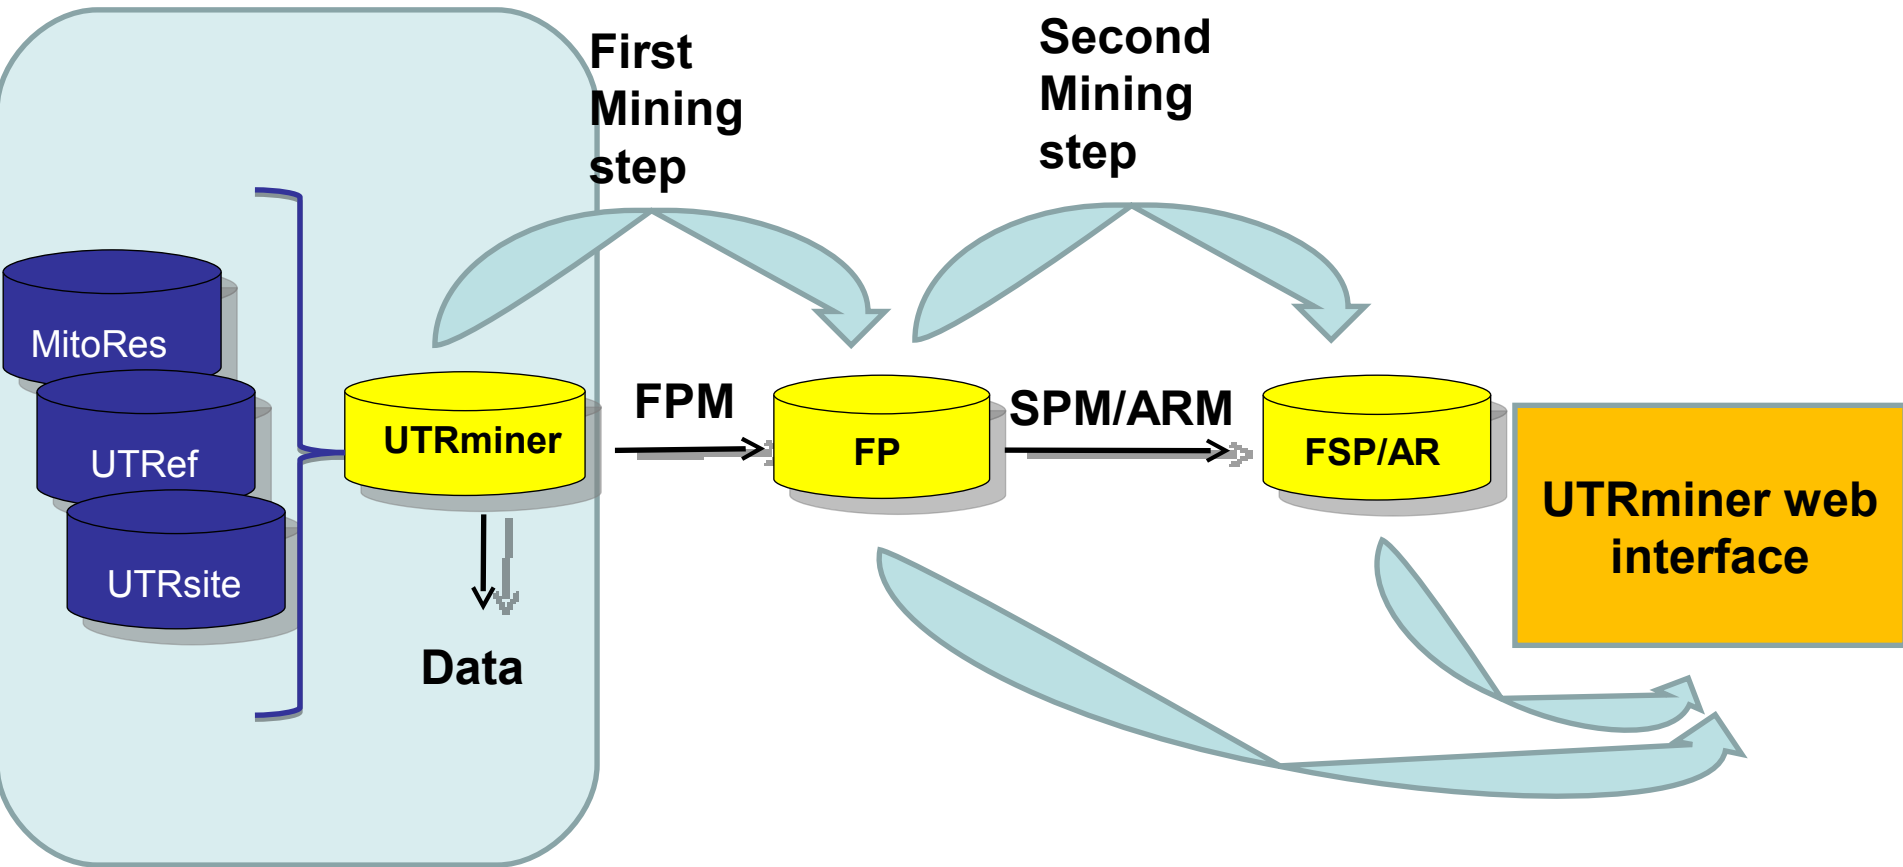 First
Mining
step
Second
Mining
step
MitoRes
UTRef
UTRsite
UTRminer
Data
FPM
FP
SPM/ARM
FSP/AR
UTRminer web
interface